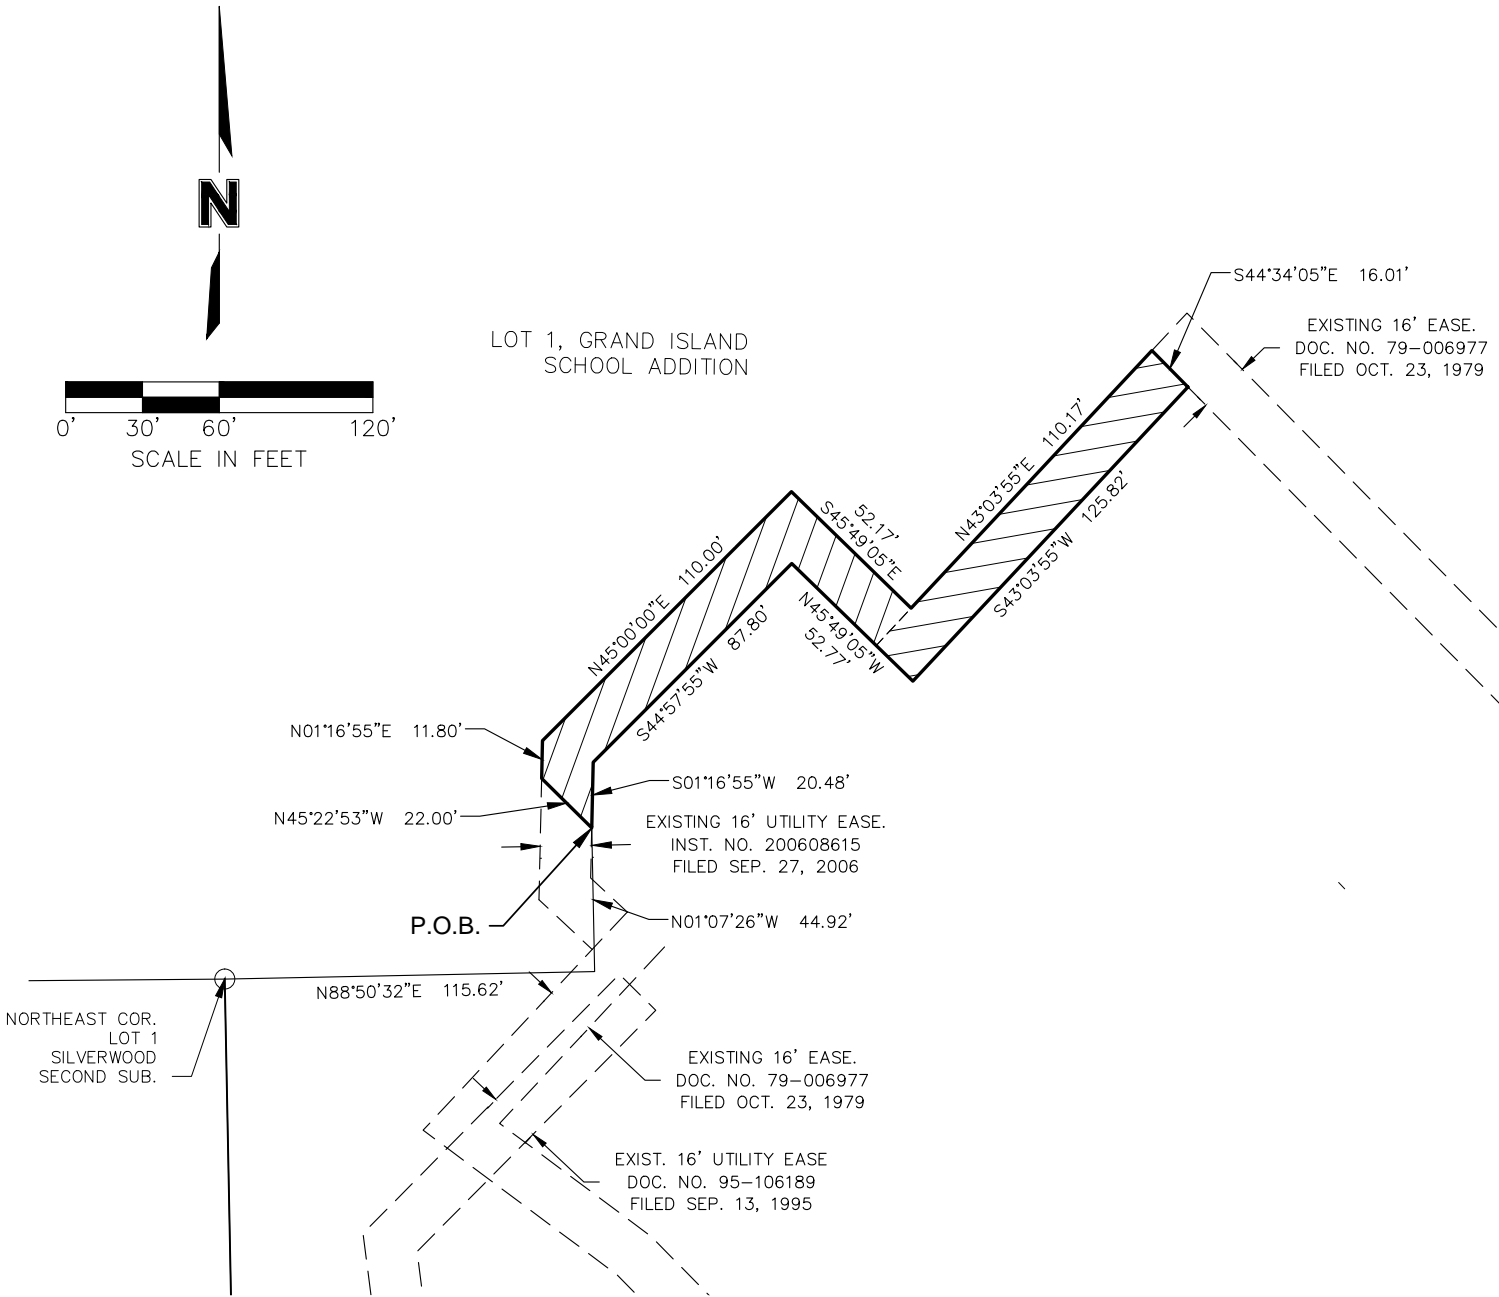 N
0' 30' 60' 120'
SCALE IN FEET
LOT 1, GRAND ISLAND
SCHOOL ADDITION
S44°34'05"E 16.01'
EXISTING 16' EASE.
DOC. NO. 79-006977
FILED OCT. 23, 1979
N43°03'55"E 110.17'
S43°03'55"W 125.82'
52.17'
S45°49'05"E
N45°49'05"W
52.77'
N45°00'00"E 110.00'
S44°57'55"W 87.80'
N01°16'55"E 11.80'
S01°16'55"W 20.48'
N45°22'53"W 22.00'
EXISTING 16' UTILITY EASE.
INST. NO. 200608615
FILED SEP. 27, 2006
P.O.B.
N01°07'26"W 44.92'
N88°50'32"E 115.62'
NORTHEAST COR.
LOT 1
SILVERWOOD
SECOND SUB.
EXISTING 16' EASE.
DOC. NO. 79-006977
FILED OCT. 23, 1979
EXIST. 16' UTILITY EASE
DOC. NO. 95-106189
FILED SEP. 13, 1995